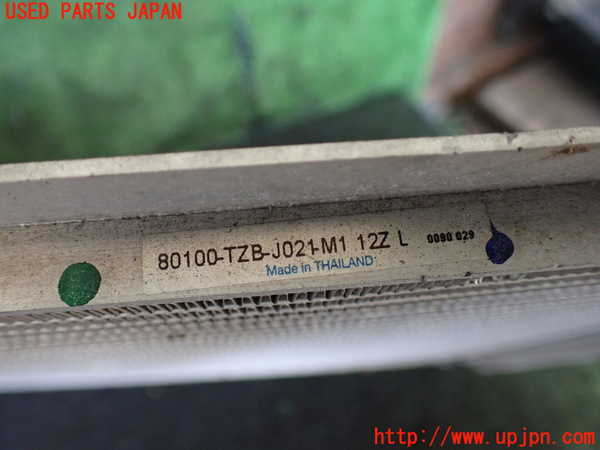 USED PARTS JAPAN
80100-TZB-J021-M1 12Z L 0090 029
Made in THAILAND
http://www.upjpn.com/